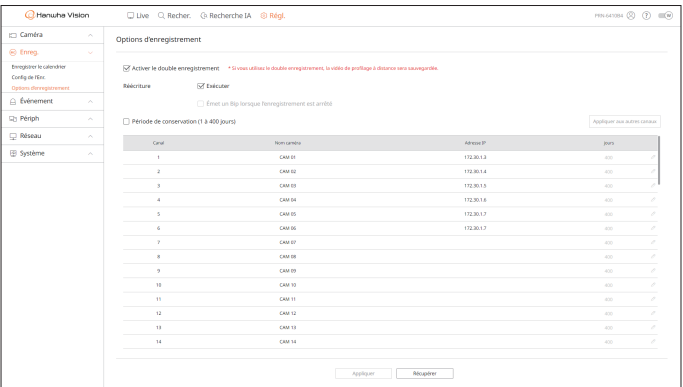 Hanwha Vision
Live Recher. Recherche IA Régl.
PRN-6410B4
Caméra
Enreg.
Enregistrer le calendrier
Config de l'Enr.
Options d'enregistrement
Événement
Périph
Réseau
Système
Options d'enregistrement
Activer le double enregistrement * Si vous utilisez le double enregistrement, la vidéo de profilage à distance sera sauvegardée.
Réécriture Exécuter
Émet un Bip lorsque l'enregistrement est arrêté
Période de conservation (1 à 400 jours) Appliquer aux autres canaux
Canal Nom caméra Adresse IP Jours
1 CAM 01 172.30.1.3 400
2 CAM 02 172.30.1.4 400
3 CAM 03 172.30.1.5 400
4 CAM 04 172.30.1.6 400
5 CAM 05 172.30.1.7 400
6 CAM 06 172.30.1.7 400
7 CAM 07 400
8 CAM 08 400
9 CAM 09 400
10 CAM 10 400
11 CAM 11 400
12 CAM 12 400
13 CAM 13 400
14 CAM 14 400
Appliquer Récupérer